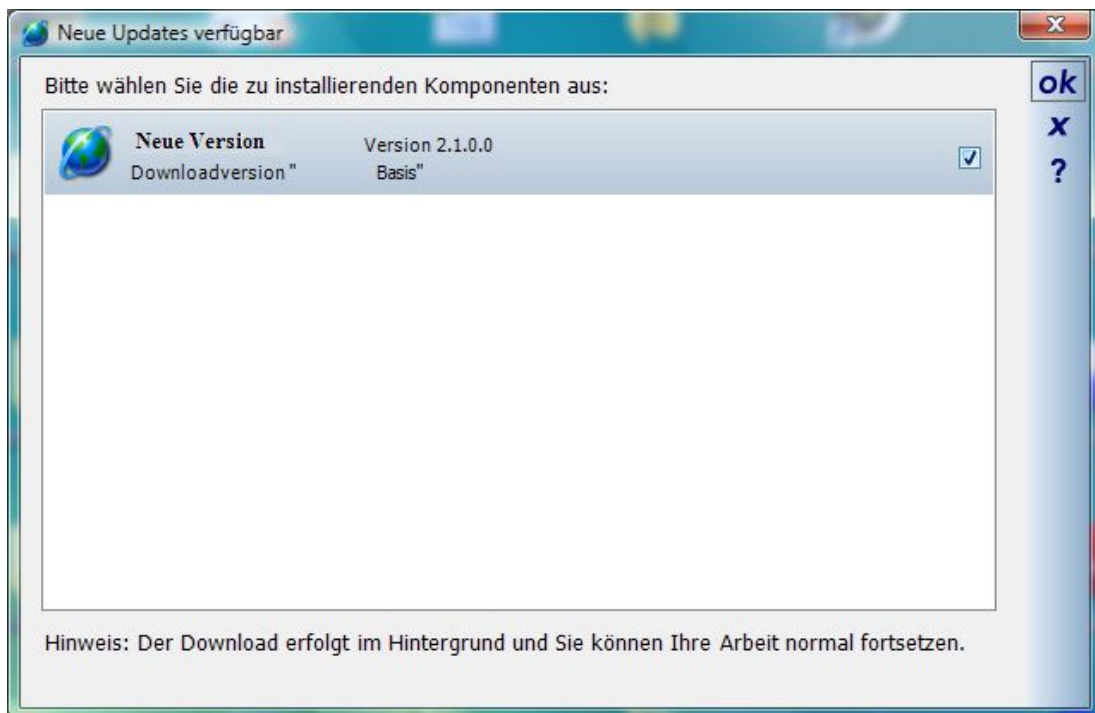 Neue Updates verfügbar
x
Bitte wählen Sie die zu installierenden Komponenten aus:
ok
x
?
Neue Version Version 2.1.0.0
Downloadversion" Basis"
Hinweis: Der Download erfolgt im Hintergrund und Sie können Ihre Arbeit normal fortsetzen.